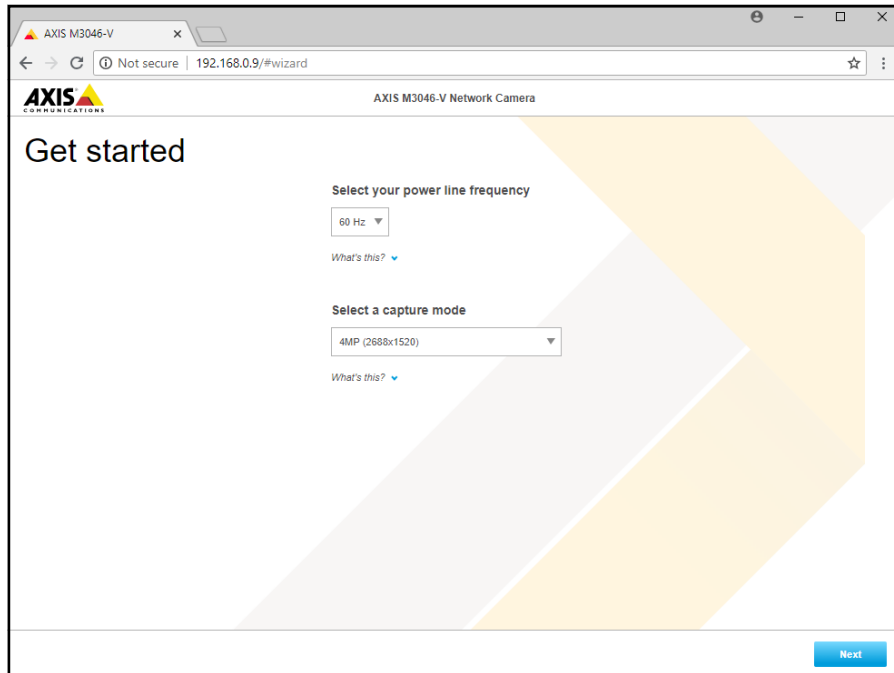 AXIS M3046-V
Not secure | 192.168.0.9/#wizard
AXIS
COMMUNICATIONS
AXIS M3046-V Network Camera
Get started
Select your power line frequency
60 Hz
What's this?
Select a capture mode
4MP (2688x1520)
What's this?
Next